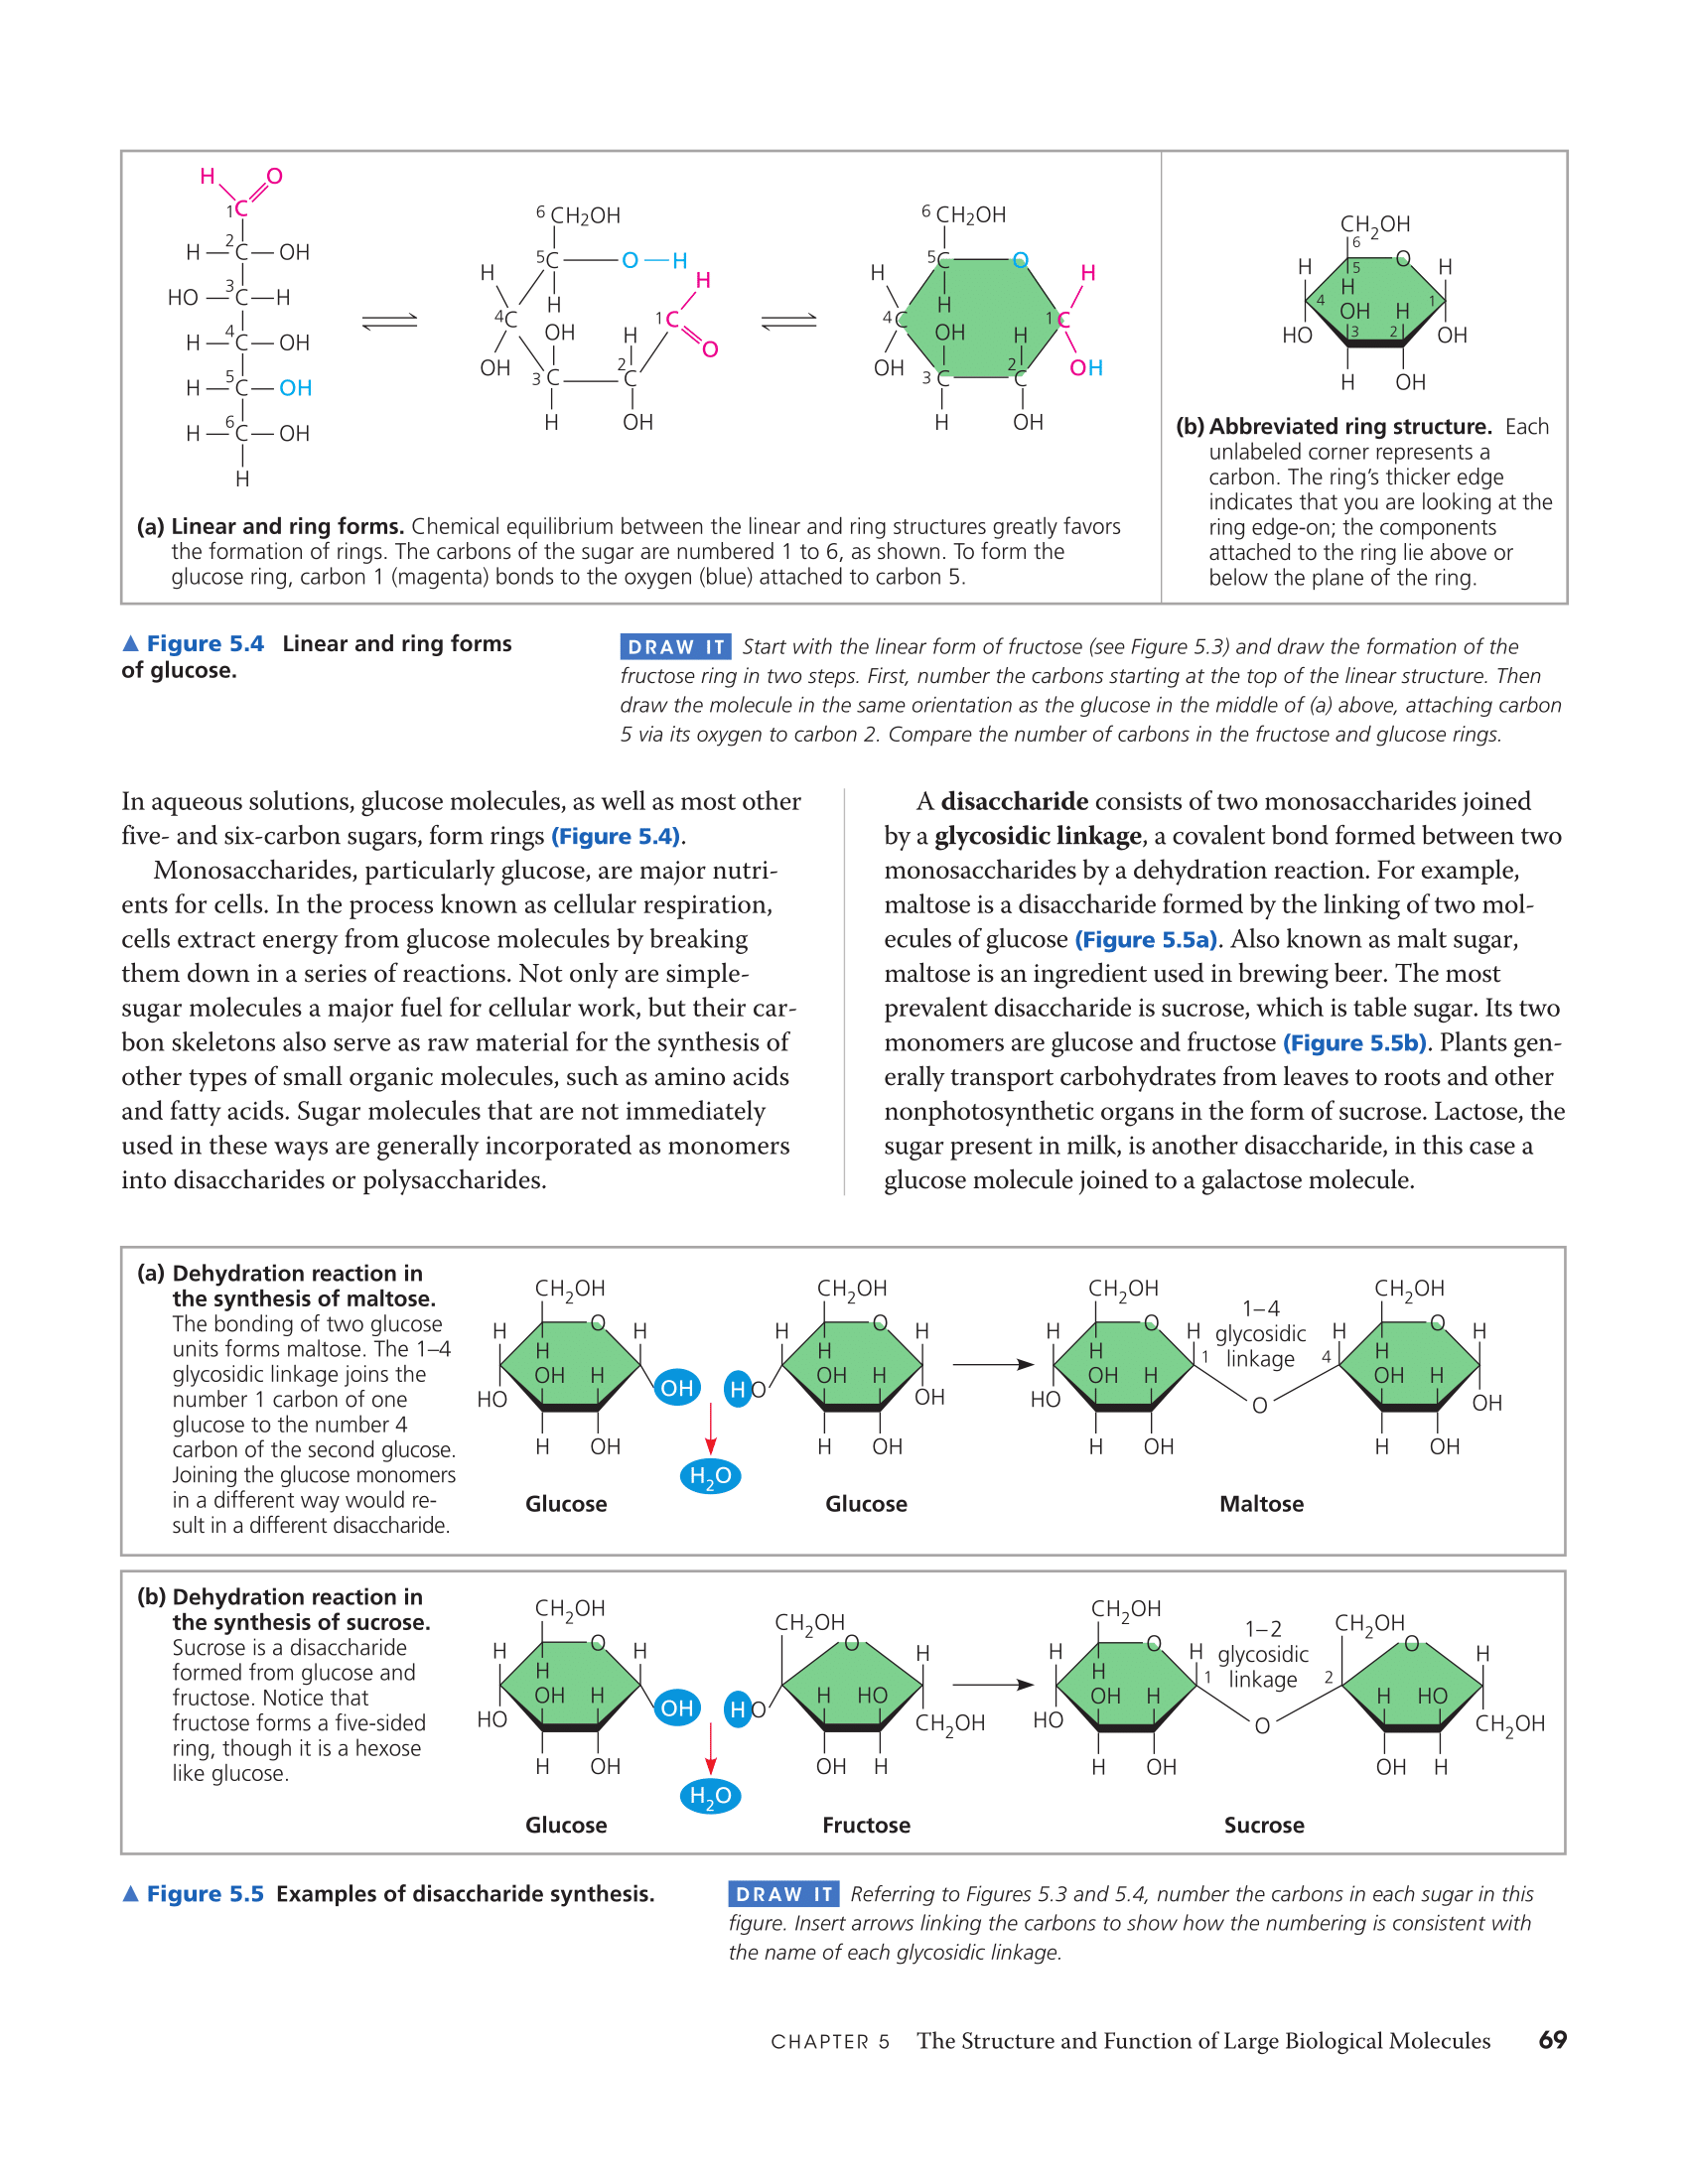 H O
1C
H — 2C — OH
HO — 3C — H
H — 4C — OH
H — 5C — OH
H — 6C — OH
H
6 CH2OH
5C O — H
H H
H
4C 1C
OH H
OH O
3C 2C
H OH
6 CH2OH
5C O
H H
H
4C 1C
OH H
OH OH
3C 2C
H OH
CH2OH
6
H 5 O H
H
4 OH H 1
HO 3 2 OH
H OH
(a) Linear and ring forms. Chemical equilibrium between the linear and ring structures greatly favors
the formation of rings. The carbons of the sugar are numbered 1 to 6, as shown. To form the
glucose ring, carbon 1 (magenta) bonds to the oxygen (blue) attached to carbon 5.
(b) Abbreviated ring structure. Each
unlabeled corner represents a
carbon. The ring’s thicker edge
indicates that you are looking at the
ring edge-on; the components
attached to the ring lie above or
below the plane of the ring.
▲ Figure 5.4 Linear and ring forms
of glucose.
DRAW IT Start with the linear form of fructose (see Figure 5.3) and draw the formation of the
fructose ring in two steps. First, number the carbons starting at the top of the linear structure. Then
draw the molecule in the same orientation as the glucose in the middle of (a) above, attaching carbon
5 via its oxygen to carbon 2. Compare the number of carbons in the fructose and glucose rings.
In aqueous solutions, glucose molecules, as well as most other
five- and six-carbon sugars, form rings (Figure 5.4).
Monosaccharides, particularly glucose, are major nutri-
ents for cells. In the process known as cellular respiration,
cells extract energy from glucose molecules by breaking
them down in a series of reactions. Not only are simple-
sugar molecules a major fuel for cellular work, but their car-
bon skeletons also serve as raw material for the synthesis of
other types of small organic molecules, such as amino acids
and fatty acids. Sugar molecules that are not immediately
used in these ways are generally incorporated as monomers
into disaccharides or polysaccharides.
A disaccharide consists of two monosaccharides joined
by a glycosidic linkage, a covalent bond formed between two
monosaccharides by a dehydration reaction. For example,
maltose is a disaccharide formed by the linking of two mol-
ecules of glucose (Figure 5.5a). Also known as malt sugar,
maltose is an ingredient used in brewing beer. The most
prevalent disaccharide is sucrose, which is table sugar. Its two
monomers are glucose and fructose (Figure 5.5b). Plants gen-
erally transport carbohydrates from leaves to roots and other
nonphotosynthetic organs in the form of sucrose. Lactose, the
sugar present in milk, is another disaccharide, in this case a
glucose molecule joined to a galactose molecule.
(a) Dehydration reaction in
the synthesis of maltose.
The bonding of two glucose
units forms maltose. The 1–4
glycosidic linkage joins the
number 1 carbon of one
glucose to the number 4
carbon of the second glucose.
Joining the glucose monomers
in a different way would re-
sult in a different disaccharide.
CH2OH
H O H
H
OH H
HO OH
H OH
Glucose
H2O
CH2OH
H O H
H
OH H
HO OH
H OH
Glucose
CH2OH
H O H
H
OH H 1
HO
H OH
1–4
glycosidic
linkage
O
CH2OH
H O H
4 H
OH H
OH
H OH
Maltose
(b) Dehydration reaction in
the synthesis of sucrose.
Sucrose is a disaccharide
formed from glucose and
fructose. Notice that
fructose forms a five-sided
ring, though it is a hexose
like glucose.
CH2OH
H O H
H
OH H
HO OH
H OH
Glucose
H2O
CH2OH
O H
H HO
HO CH2OH
OH H
Fructose
CH2OH
H O H
H 1
OH H
HO
H OH
1–2
glycosidic
linkage
O
CH2OH
O H
2
H HO
CH2OH
OH H
Sucrose
▲ Figure 5.5 Examples of disaccharide synthesis.
DRAW IT Referring to Figures 5.3 and 5.4, number the carbons in each sugar in this
figure. Insert arrows linking the carbons to show how the numbering is consistent with
the name of each glycosidic linkage.
CHAPTER 5 The Structure and Function of Large Biological Molecules 69